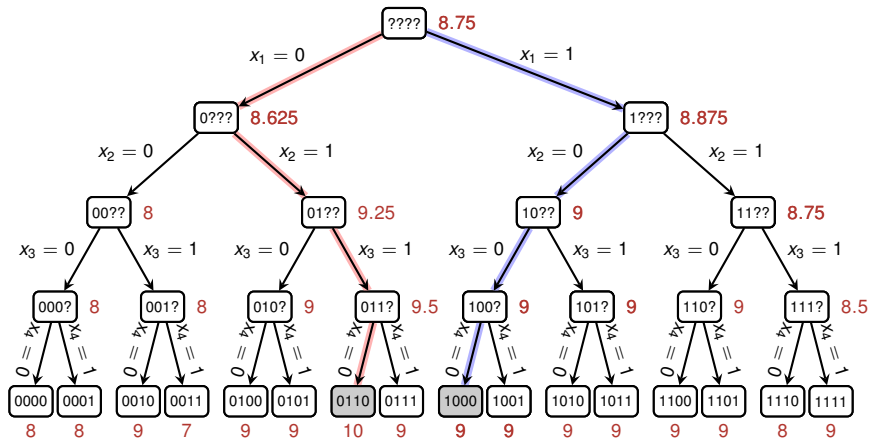 ???? 8.75
x₁ = 0 x₁ = 1
0??? 8.625 1??? 8.875
x₂ = 0 x₂ = 1 x₂ = 0 x₂ = 1
00?? 8 01?? 9.25 10?? 9 11?? 8.75
x₃ = 0 x₃ = 1 x₃ = 0 x₃ = 1 x₃ = 0 x₃ = 1 x₃ = 0 x₃ = 1
000? 8 001? 8 010? 9 011? 9.5 100? 9 101? 9 110? 9 111? 8.5
x₄ = 0 x₄ = 1 x₄ = 0 x₄ = 1 x₄ = 0 x₄ = 1 x₄ = 0 x₄ = 1 x₄ = 0 x₄ = 1 x₄ = 0 x₄ = 1 x₄ = 0 x₄ = 1 x₄ = 0 x₄ = 1
0000 0001 0010 0011 0100 0101 0110 0111 1000 1001 1010 1011 1100 1101 1110 1111
8 8 9 7 9 9 10 9 9 9 9 9 9 9 8 9